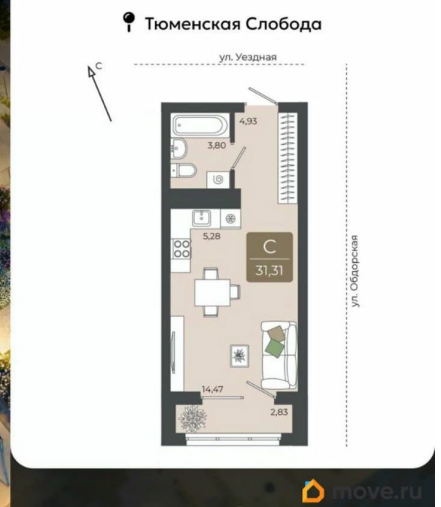 Тюменская Слобода
ул. Уездная
С
4,93
3,80
5,28
С
31,31
ул. Обдорская
14,47
2,83
move.ru